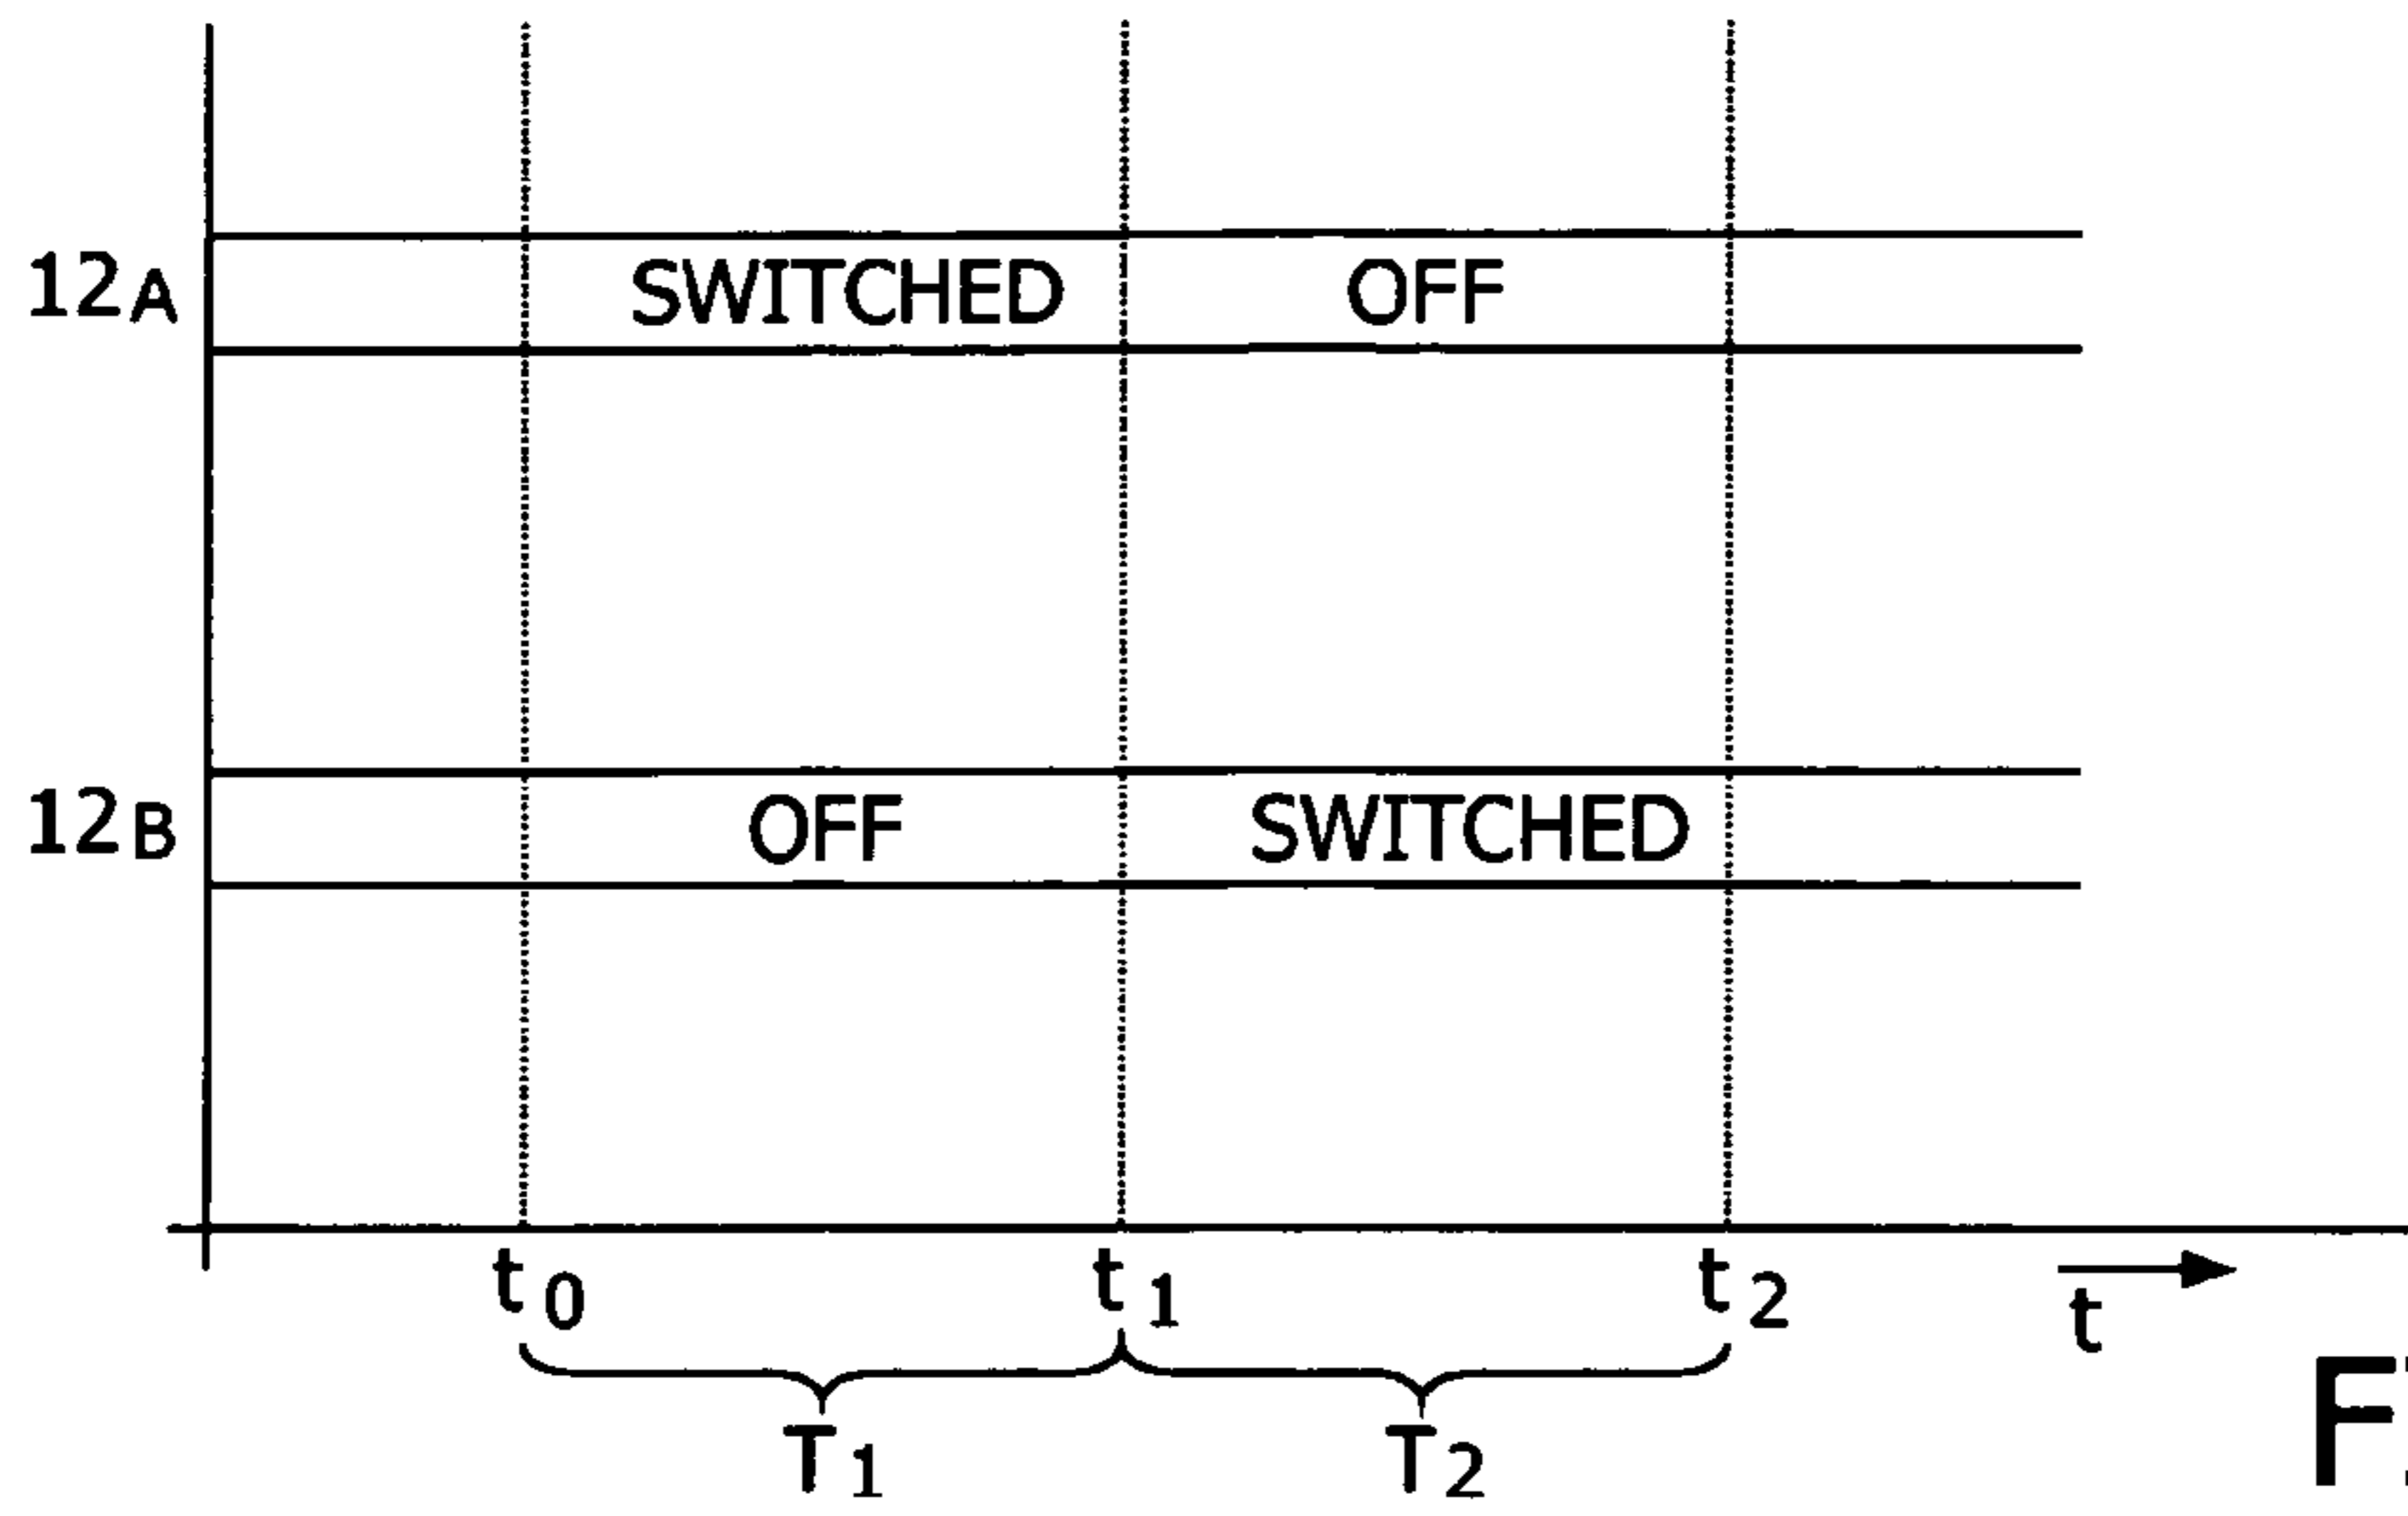 12A SWITCHED OFF
12B OFF SWITCHED
t0 t1 t2 t
T1 T2
F